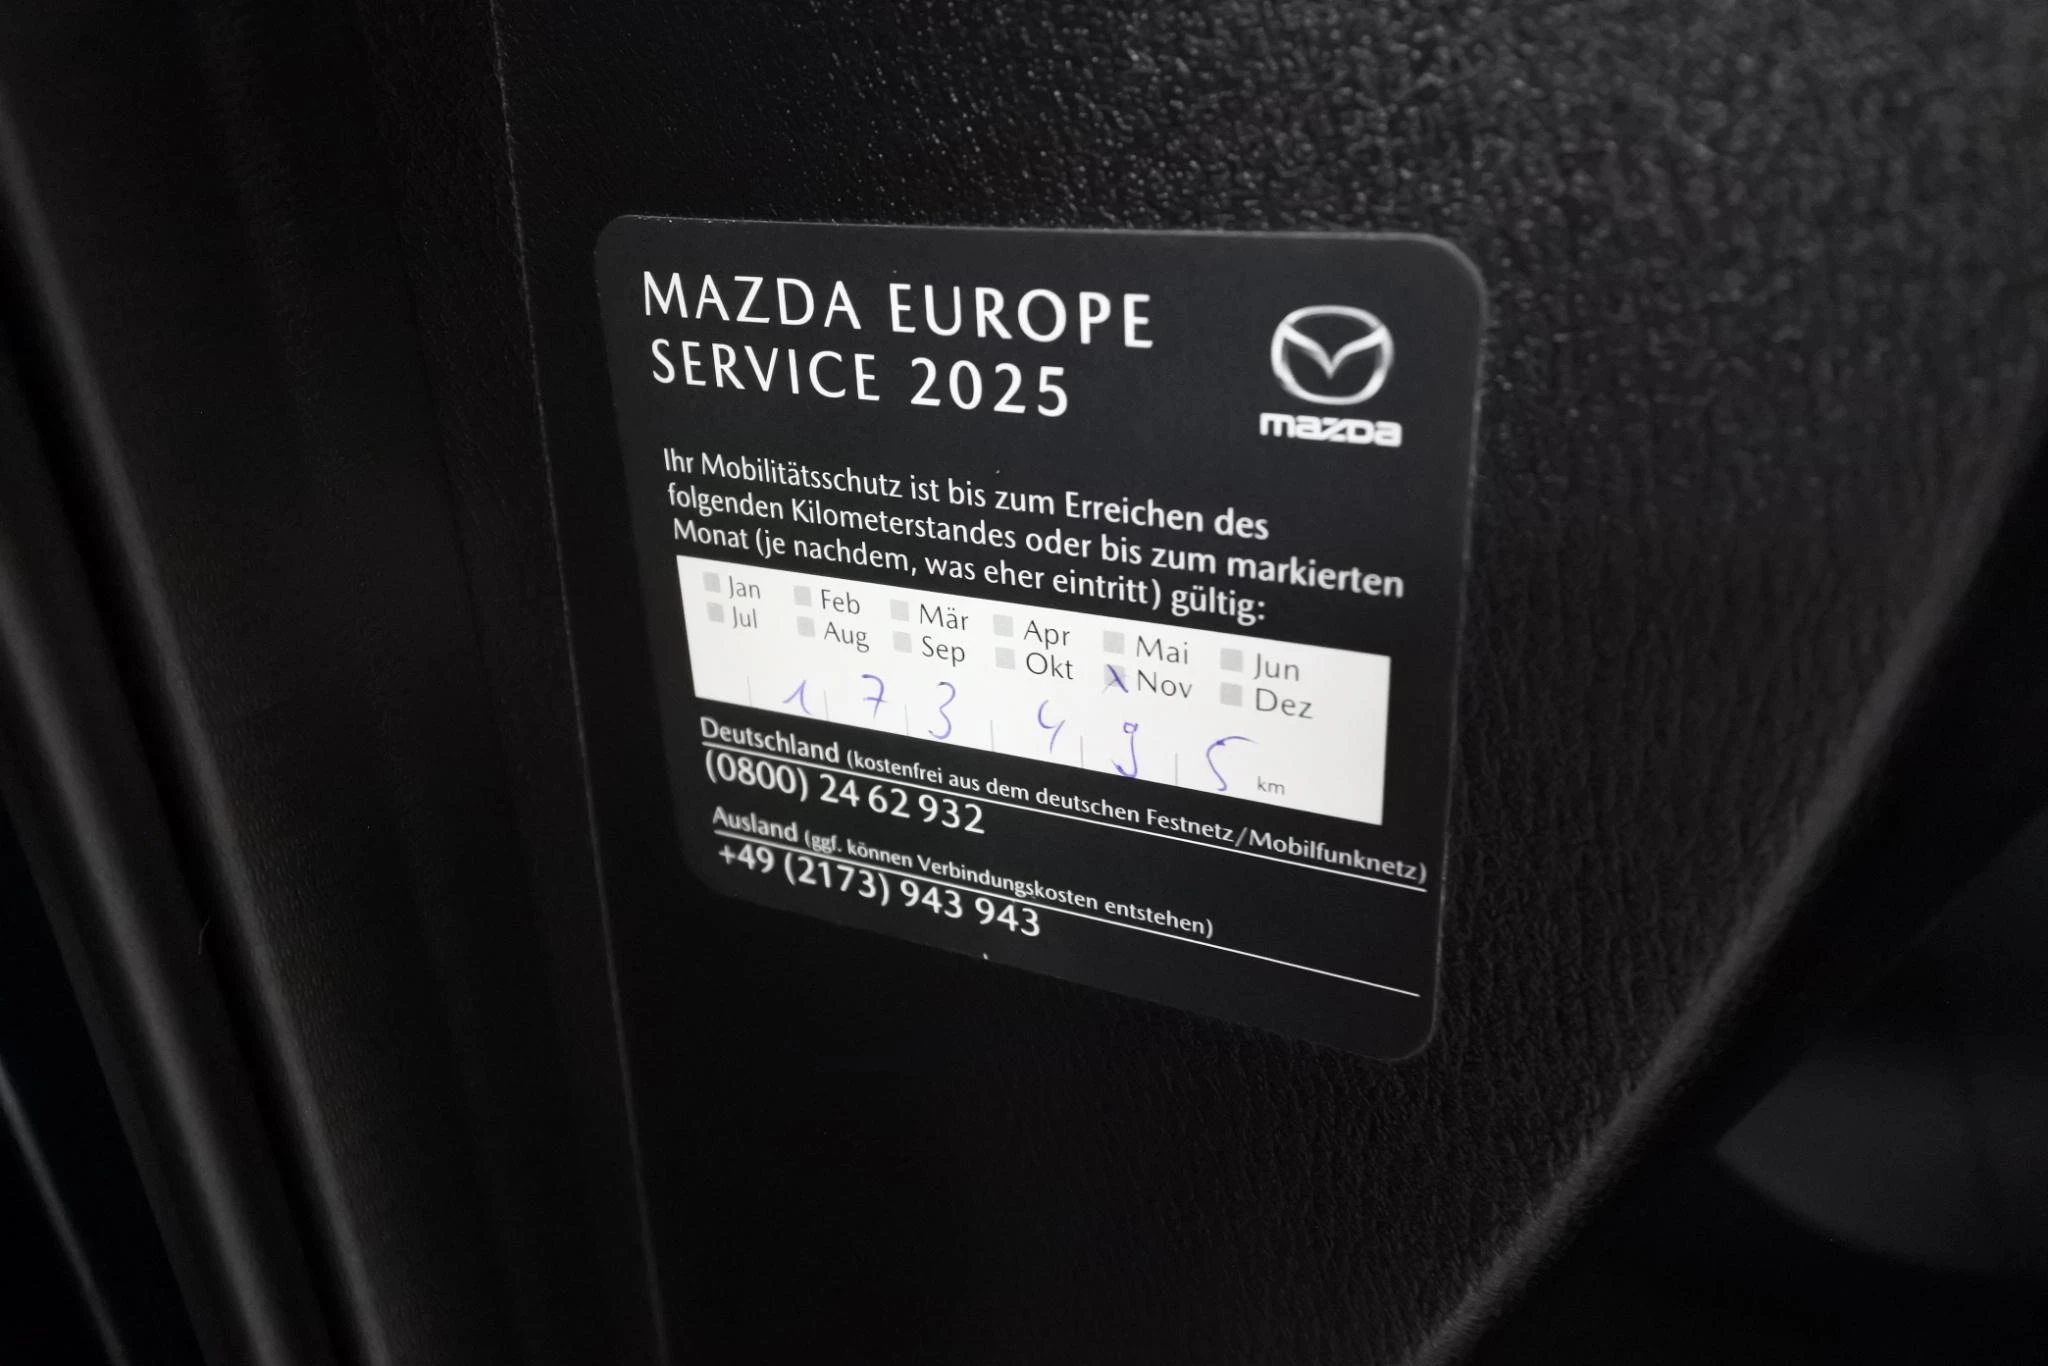 MAZDA EUROPE
SERVICE 2025
mazda
Ihr Mobilitätsschutz ist bis zum Erreichen des
folgenden Kilometerstandes oder bis zum markierten
Monat (je nachdem, was eher eintritt) gültig:
Jan Feb Mär Apr Mai Jun
Jul Aug Sep Okt x Nov Dez
1 7 3 4 9 5 km
Deutschland (kostenfrei aus dem deutschen Festnetz/Mobilfunknetz)
(0800) 24 62 932
Ausland (ggf. können Verbindungskosten entstehen)
+49 (2173) 943 943